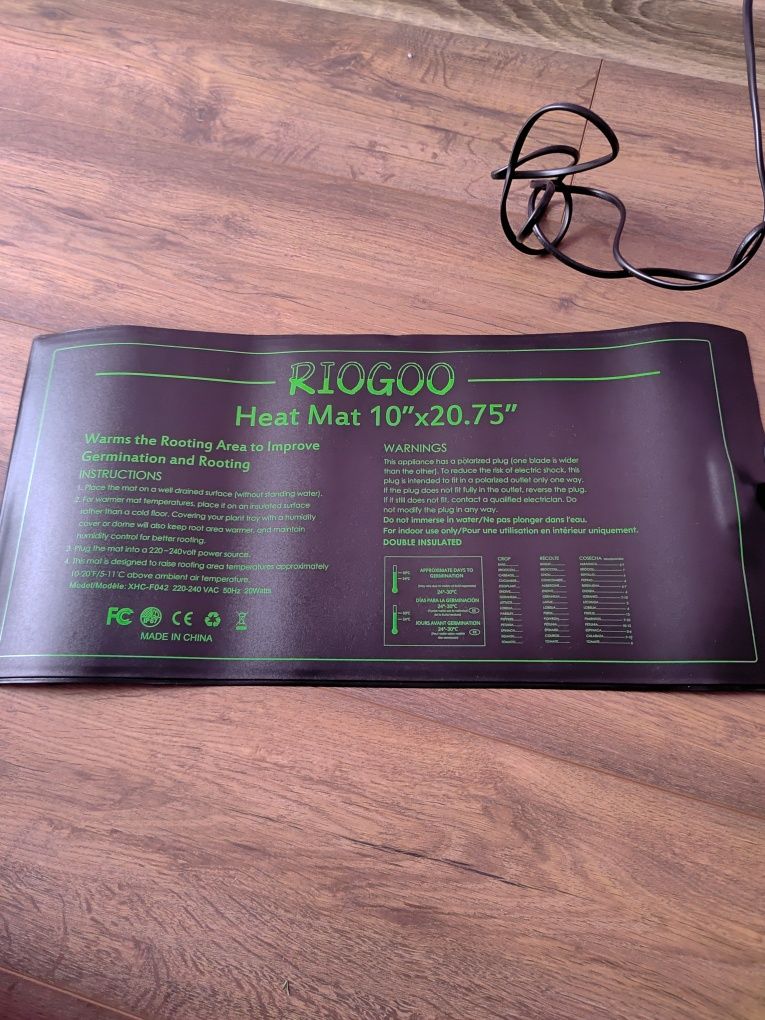 RIOGOO
Heat Mat 10"x20.75"
Warms the Rooting Area to Improve
Germination and Rooting
INSTRUCTIONS
1. Place the mat on a well drained surface (without standing water).
2. For warmer mat temperatures, place it on an insulated surface
rather than a cold floor. Covering your plant tray with a humidity
cover or dome will also keep root area warmer, and maintain
humidity control for better rooting.
3. Plug the mat into a 220-240volt power source.
4. This mat is designed to raise rooting area temperatures approximately
10-20°F/5-11°C above ambient air temperature.
Model/Modèle: XHC-F042 220-240 VAC 50Hz 20Watts
FC IP67 CE
MADE IN CHINA
WARNINGS
This appliance has a polarized plug (one blade is wider
than the other). To reduce the risk of electric shock, this
plug is intended to fit in a polarized outlet only one way.
If the plug does not fit fully in the outlet, reverse the plug.
If it still does not fit, contact a qualified electrician. Do
not modify the plug in any way.
Do not immerse in water/Ne pas plonger dans l'eau.
For indoor use only/Pour une utilisation en intérieur uniquement.
DOUBLE INSULATED
APPROXIMATE DAYS TO
GERMINATION
24°-30°C
DÍAS PARA LA GERMINACIÓN
24°-30°C
JOURS AVANT GERMINATION
24°-30°C
CROP RÉCOLTE COSECHA